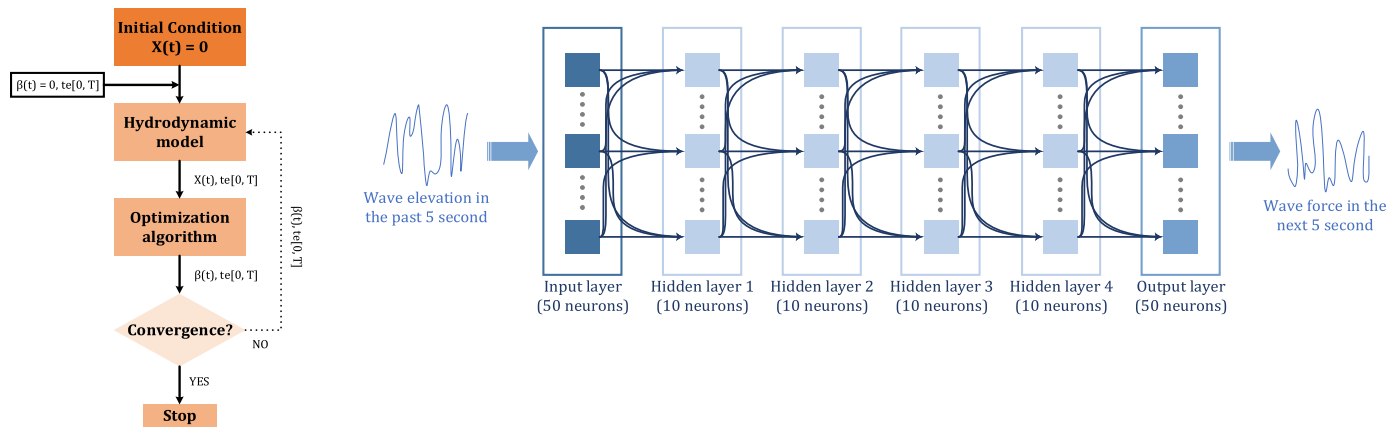 Initial Condition
X(t) = 0
β(t) = 0, te[0, T]
Hydrodynamic
model
X(t), te[0, T]
Optimization
algorithm
β(t), te[0, T]
β(t), te[0, T]
Convergence?
NO
YES
Stop
Wave elevation in
the past 5 second
Input layer
(50 neurons)
Hidden layer 1
(10 neurons)
Hidden layer 2
(10 neurons)
Hidden layer 3
(10 neurons)
Hidden layer 4
(10 neurons)
Output layer
(50 neurons)
Wave force in the
next 5 second